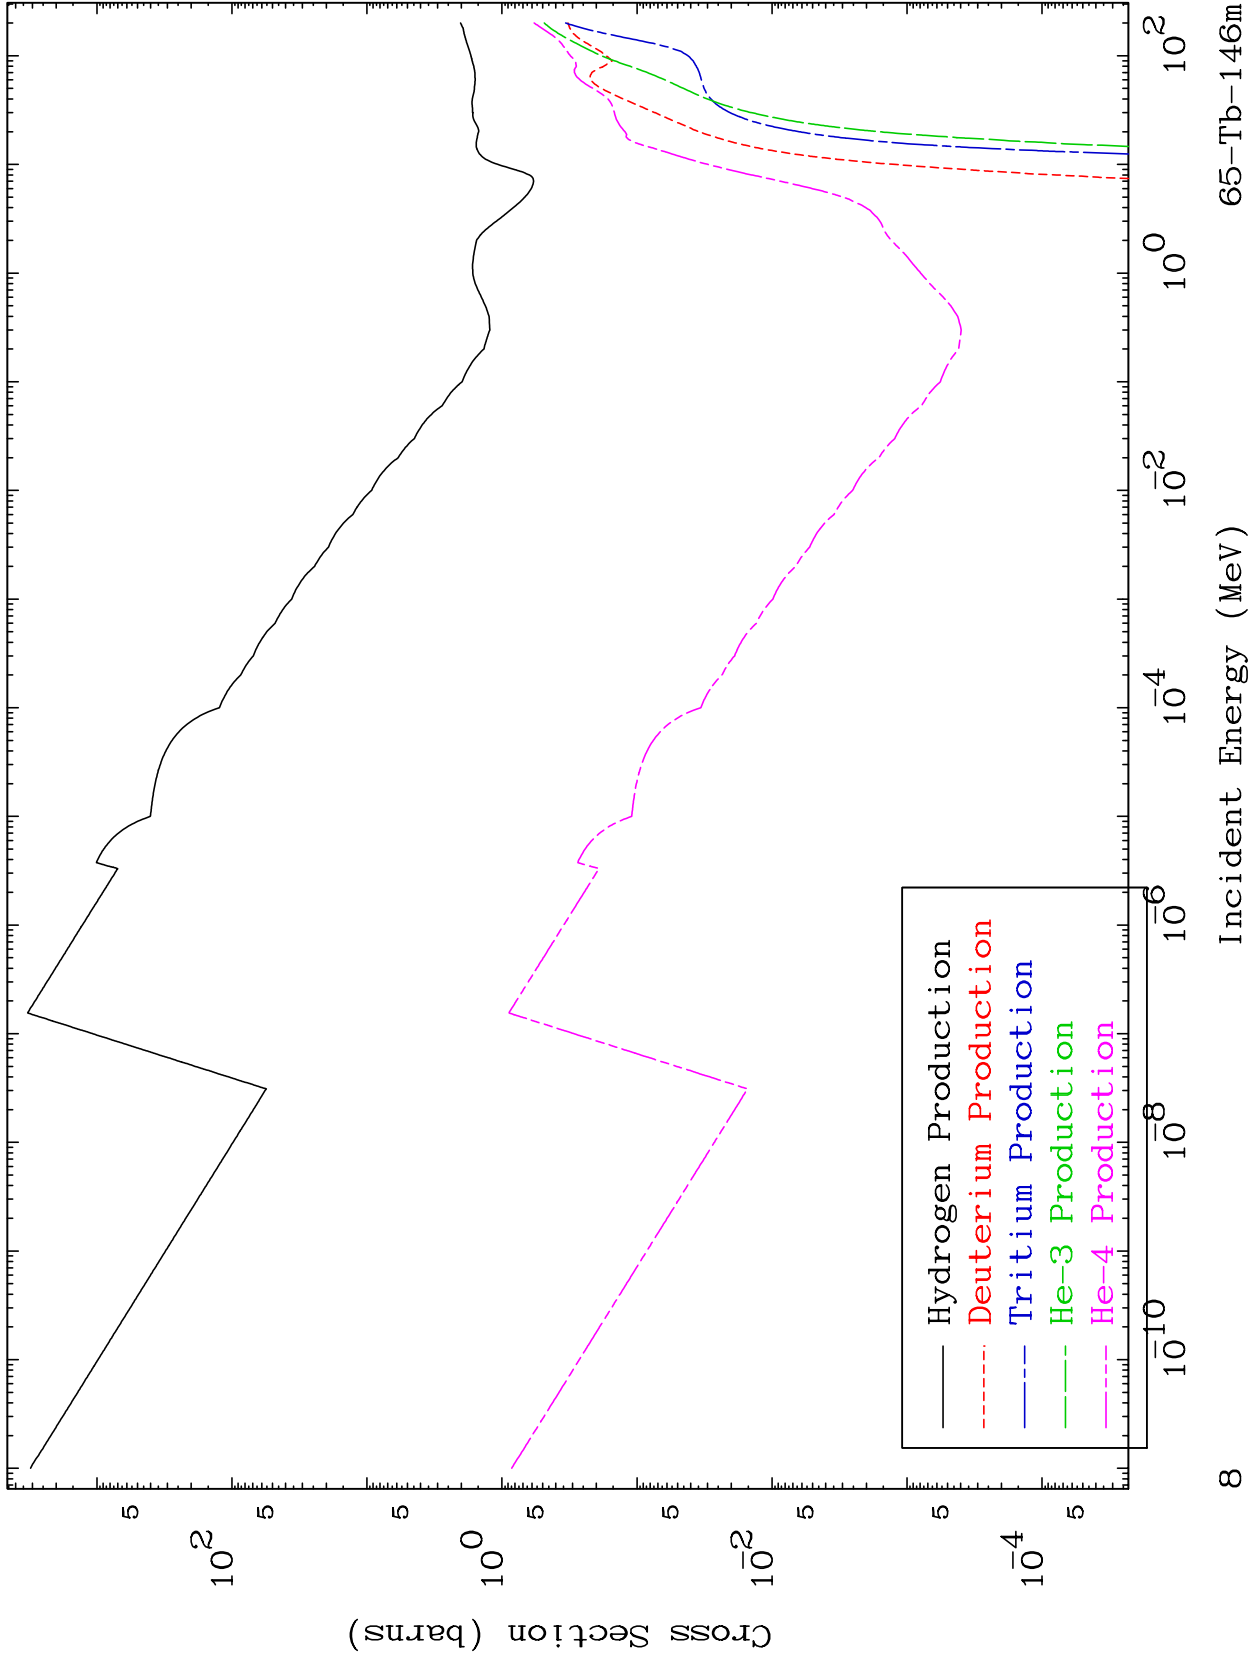 Cross Section (barns)
10 2
5
5
5
10 0
5
5
10 -2
5
5
10 -4
5
Hydrogen Production
Deuterium Production
Tritium Production
He-3 Production
He-4 Production
10 -10
10 -8
10 -6
10 -4
10 -2
10 0
10 2
8
Incident Energy (MeV)
65-Tb-146m